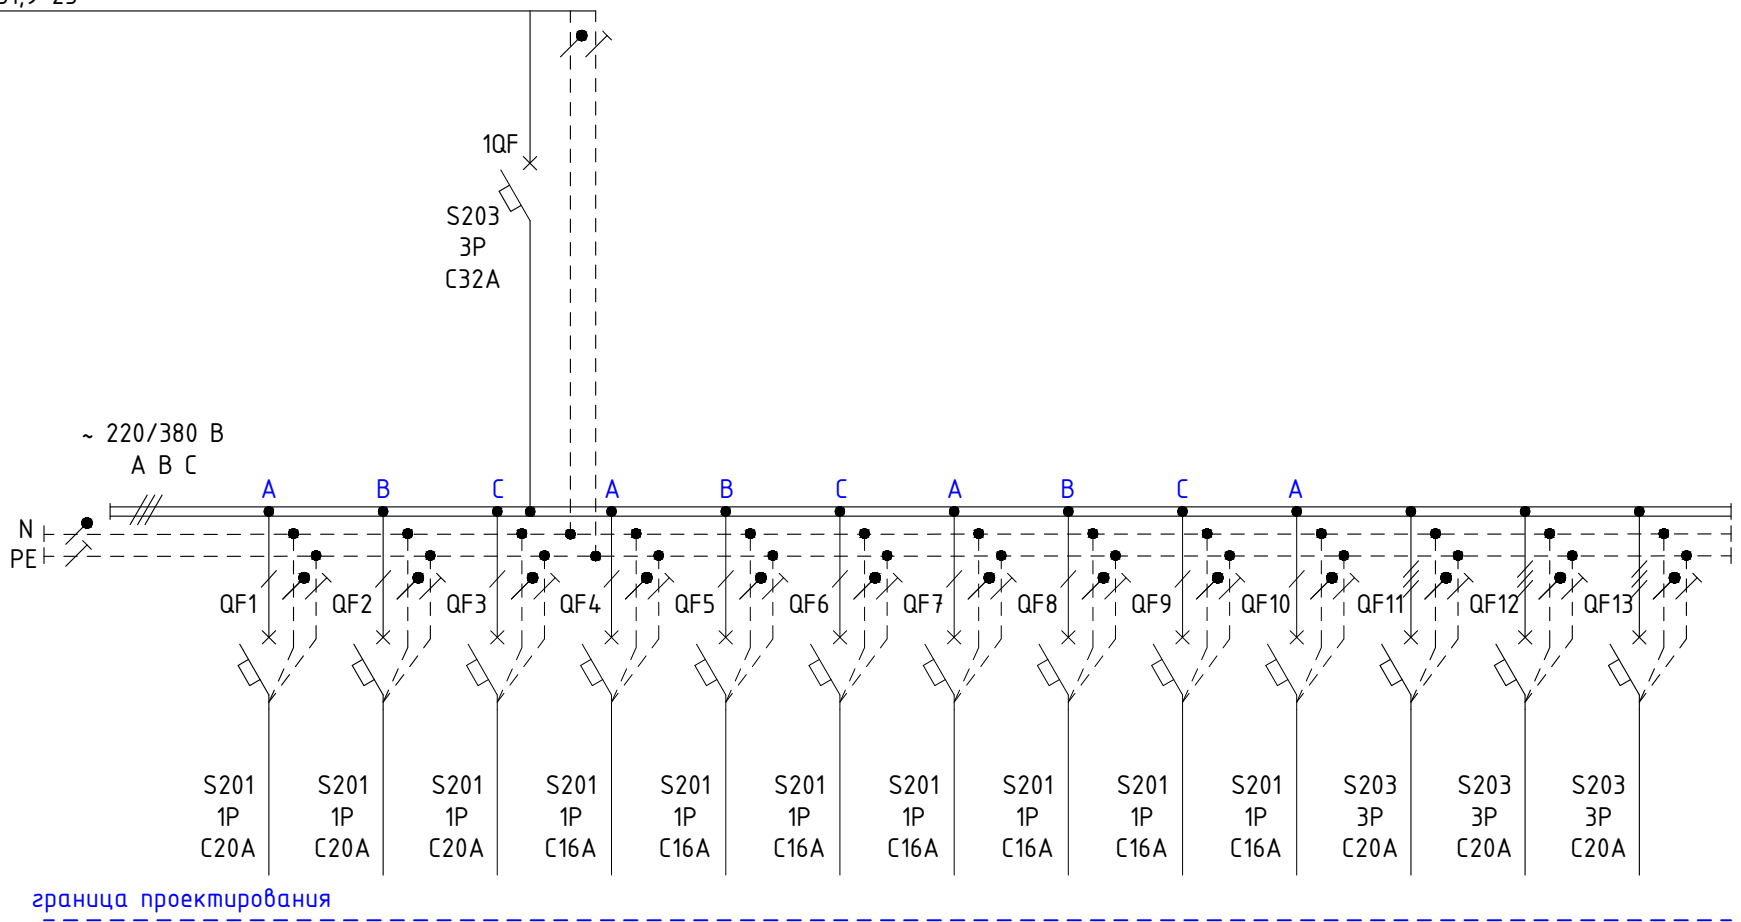 1QF
S203
3P
C32A
~ 220/380 В
A B C
A B C A B C A B C A
N
PE
QF1 QF2 QF3 QF4 QF5 QF6 QF7 QF8 QF9 QF10 QF11 QF12 QF13
S201 S201 S201 S201 S201 S201 S201 S201 S201 S201 S203 S203 S203
1P 1P 1P 1P 1P 1P 1P 1P 1P 1P 3P 3P 3P
C20A C20A C20A C16A C16A C16A C16A C16A C16A C16A C20A C20A C20A
граница проектирования